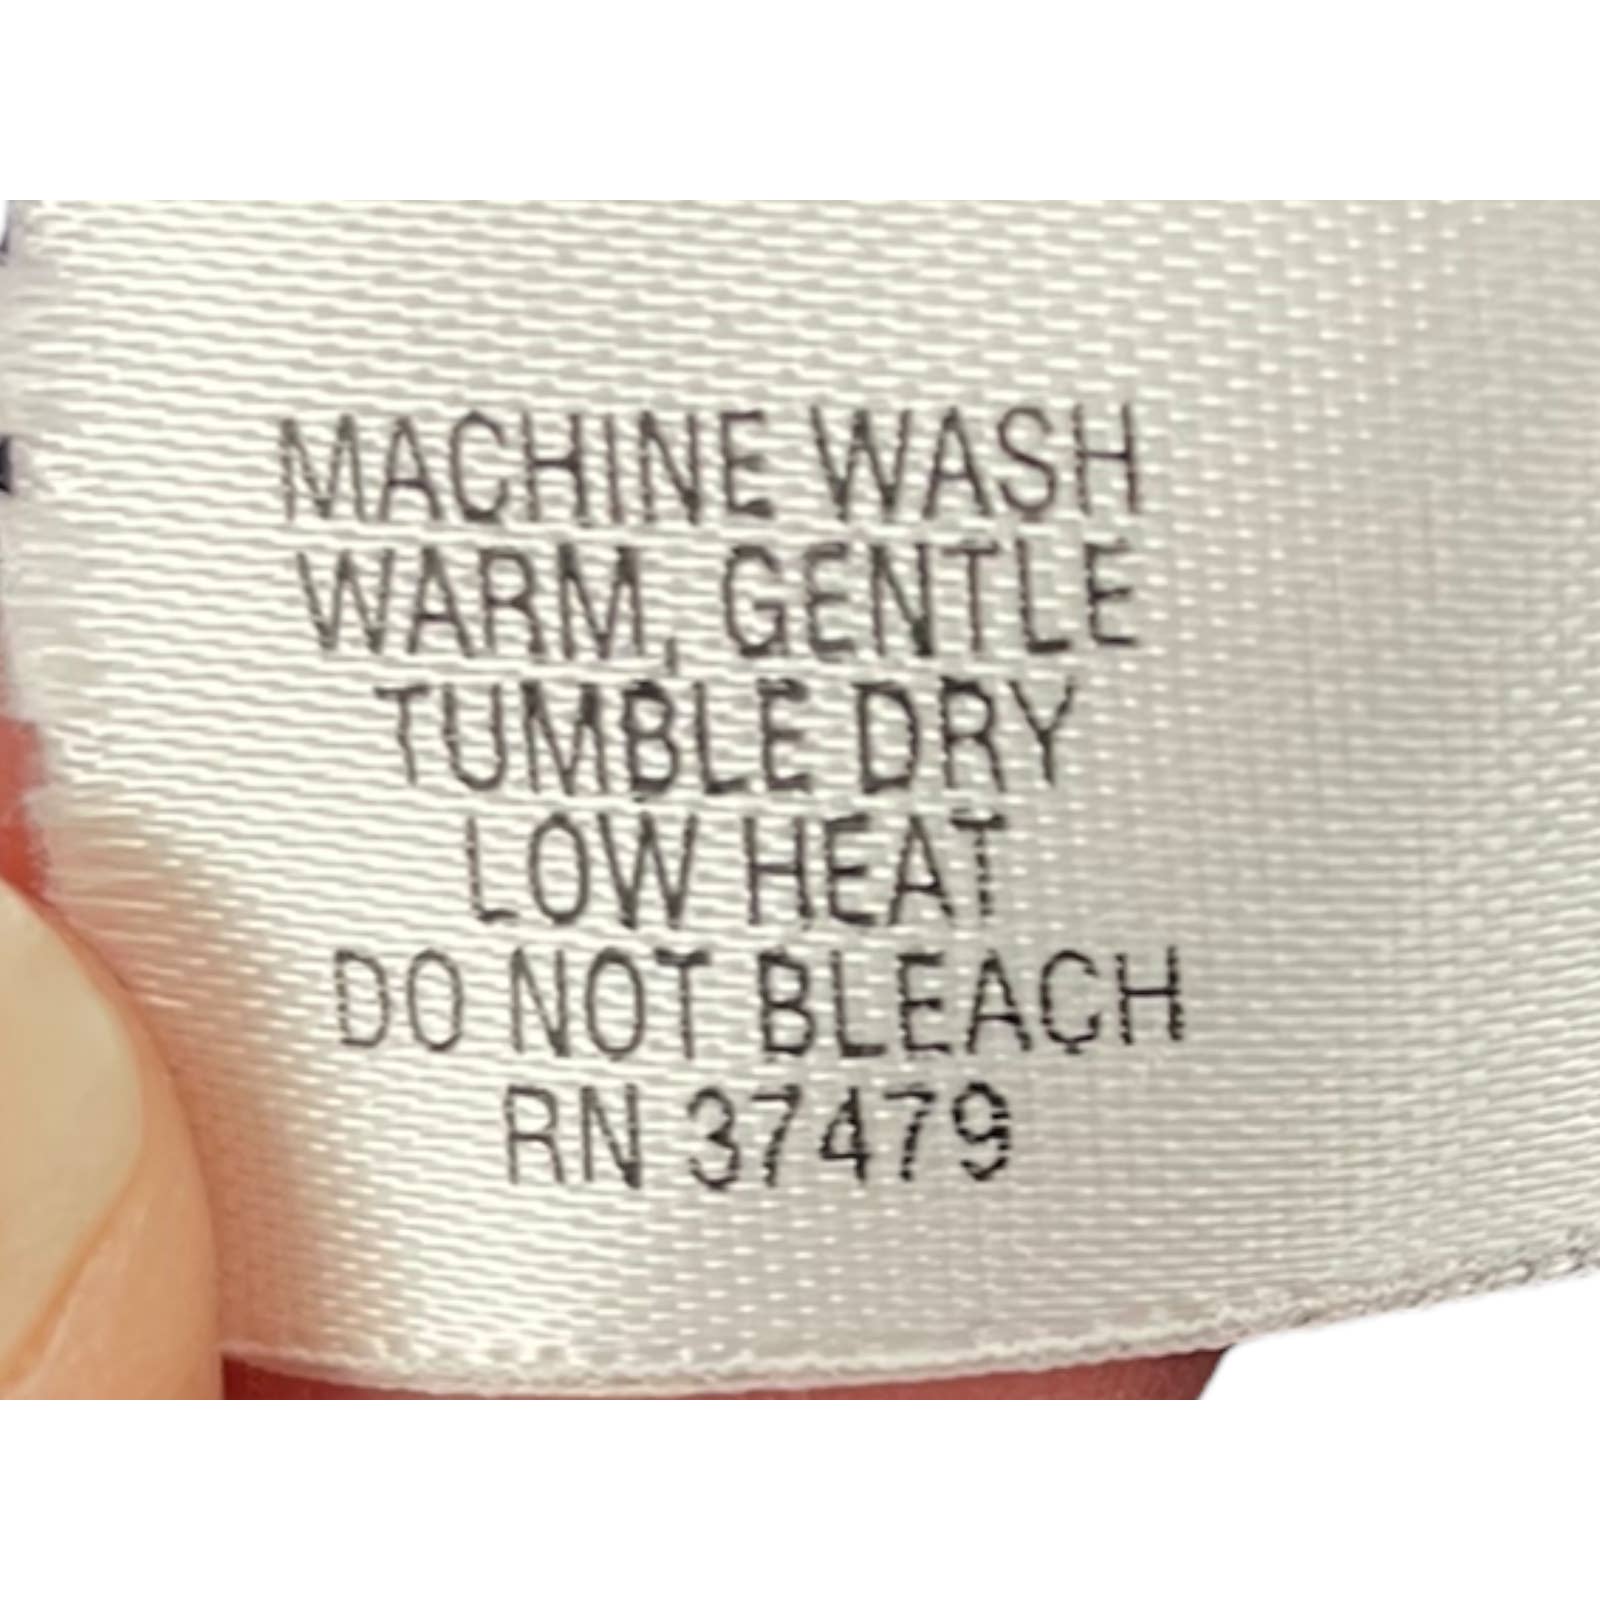 MACHINE WASH
WARM, GENTLE
TUMBLE DRY
LOW HEAT
DO NOT BLEACH
RN 37479